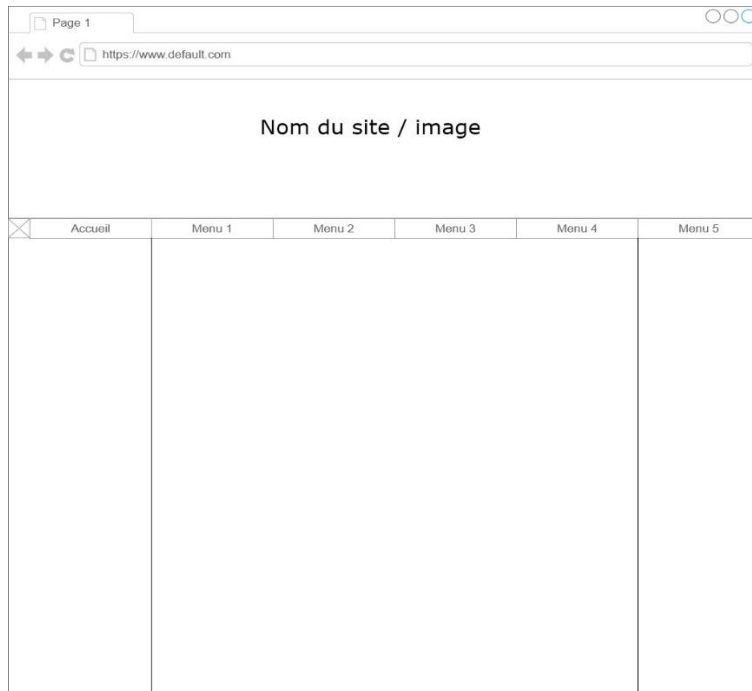 Page 1
https://www.default.com
Nom du site / image
Accueil Menu 1 Menu 2 Menu 3 Menu 4 Menu 5